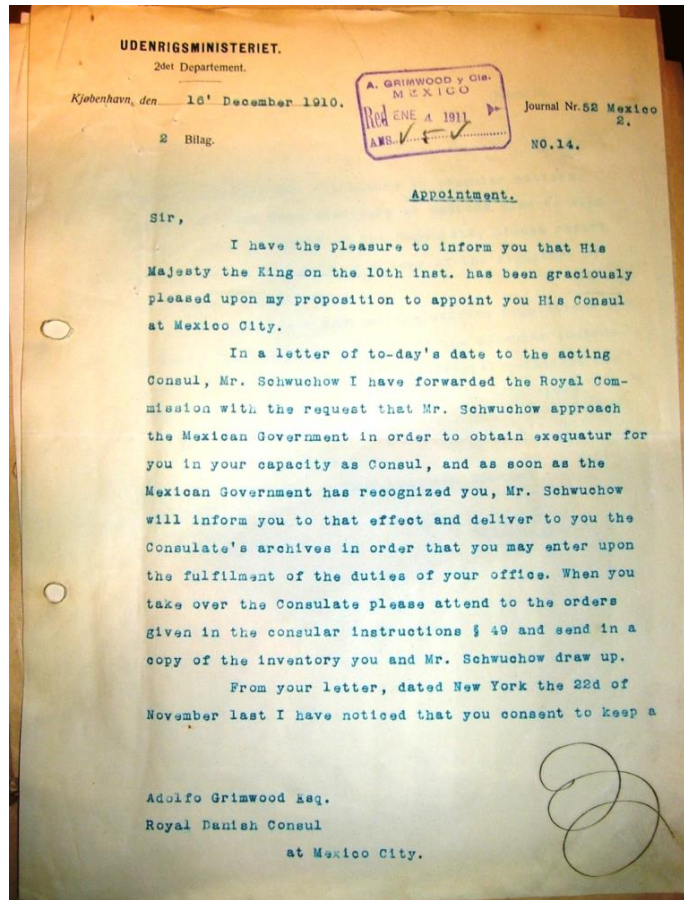 UDENRIGSMINISTERIET.
2det Departement.
Kjøbenhavn, den 16' December 1910.
2 Bilag.
A. GRIMWOOD y Cia.
MEXICO
Rcd ENE 4 1911
ANS.
Journal Nr. 52 Mexico
2.
NO.14.
Appointment.
Sir,
I have the pleasure to inform you that His
Majesty the King on the 10th inst. has been graciously
pleased upon my proposition to appoint you His Consul
at Mexico City.
In a letter of to-day's date to the acting
Consul, Mr. Schwuchow I have forwarded the Royal Com-
mission with the request that Mr. Schwuchow approach
the Mexican Government in order to obtain exequatur for
you in your capacity as Consul, and as soon as the
Mexican Government has recognized you, Mr. Schwuchow
will inform you to that effect and deliver to you the
Consulate's archives in order that you may enter upon
the fulfilment of the duties of your office. When you
take over the Consulate please attend to the orders
given in the consular instructions § 49 and send in a
copy of the inventory you and Mr. Schwuchow draw up.
From your letter, dated New York the 22d of
November last I have noticed that you consent to keep a
Adolfo Grimwood Esq.
Royal Danish Consul
at Mexico City.